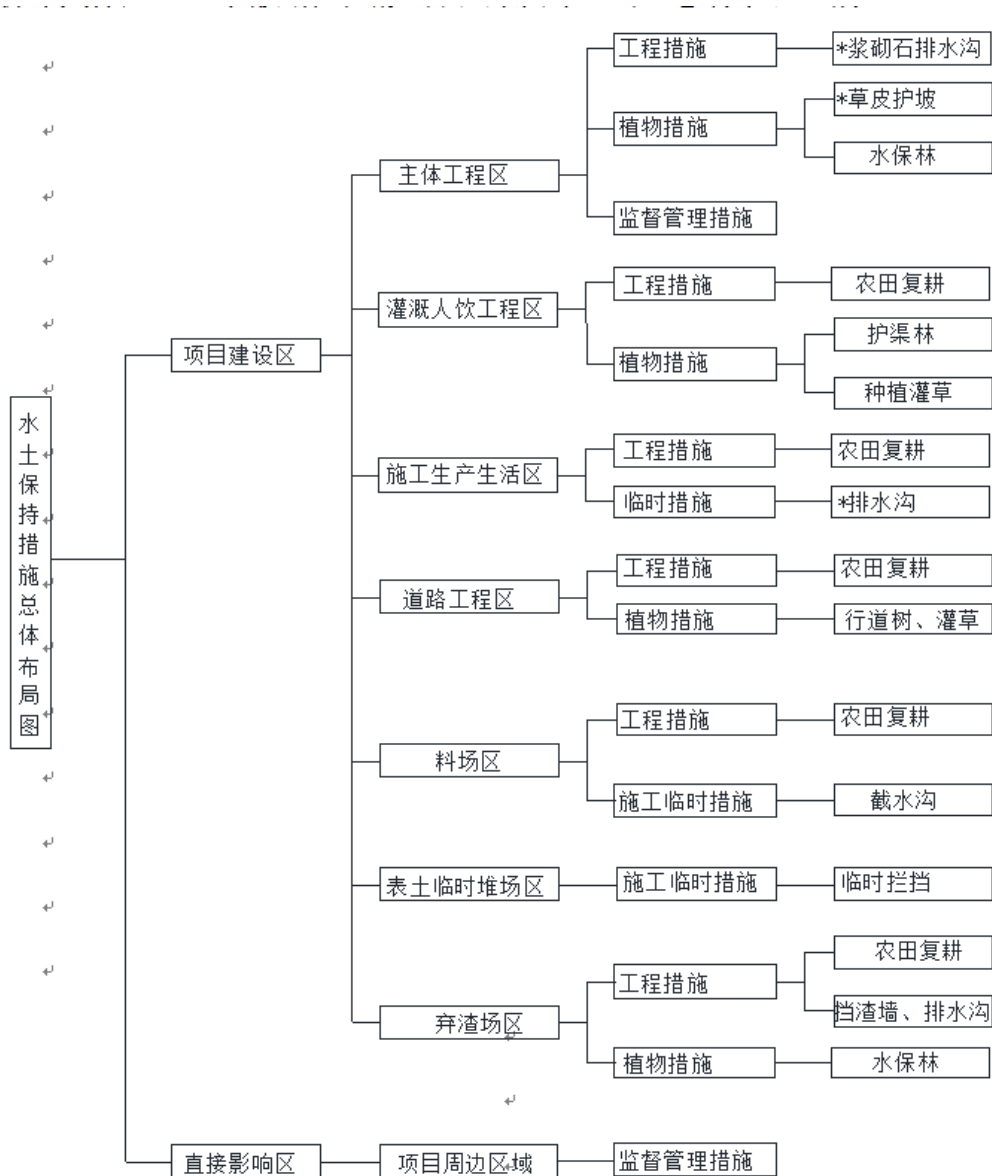 水土保持措施总体布局图
项目建设区
主体工程区
工程措施
*浆砌石排水沟
植物措施
*草皮护坡
水保林
监督管理措施
灌溉人饮工程区
工程措施
农田复耕
植物措施
护渠林
种植灌草
施工生产生活区
工程措施
农田复耕
临时措施
*排水沟
道路工程区
工程措施
农田复耕
植物措施
行道树、灌草
料场区
工程措施
农田复耕
施工临时措施
截水沟
表土临时堆场区
施工临时措施
临时拦挡
弃渣场区
工程措施
农田复耕
挡渣墙、排水沟
植物措施
水保林
直接影响区
项目周边区域
监督管理措施